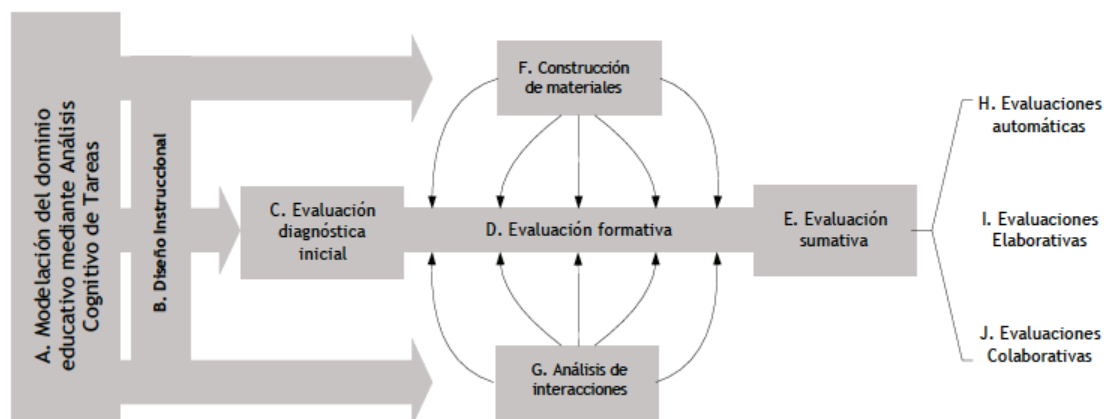 A. Modelación del dominio
educativo mediante Análisis
Cognitivo de Tareas
B. Diseño Instruccional
C. Evaluación
diagnóstica
inicial
F. Construcción
de materiales
D. Evaluación formativa
G. Análisis de
interacciones
E. Evaluación
sumativa
H. Evaluaciones
automáticas
I. Evaluaciones
Elaborativas
J. Evaluaciones
Colaborativas